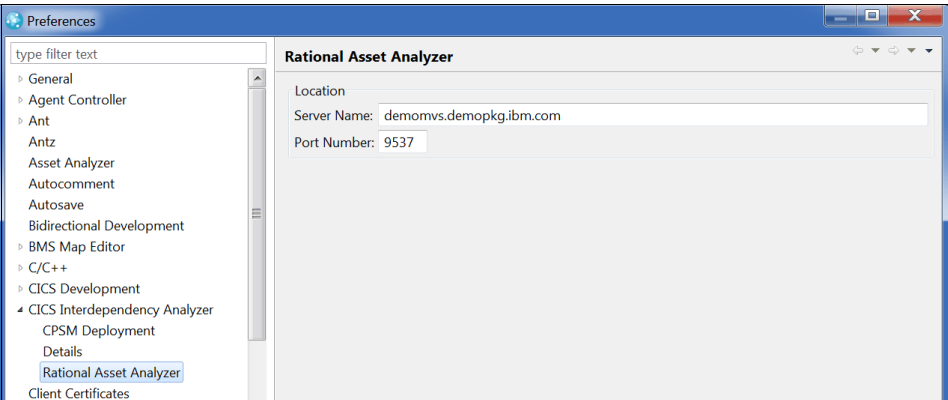 Preferences
type filter text
General
Agent Controller
Ant
Antz
Asset Analyzer
Autocomment
Autosave
Bidirectional Development
BMS Map Editor
C/C++
CICS Development
CICS Interdependency Analyzer
CPSM Deployment
Details
Rational Asset Analyzer
Client Certificates
Rational Asset Analyzer
Location
Server Name: demomvs.demopkg.ibm.com
Port Number: 9537